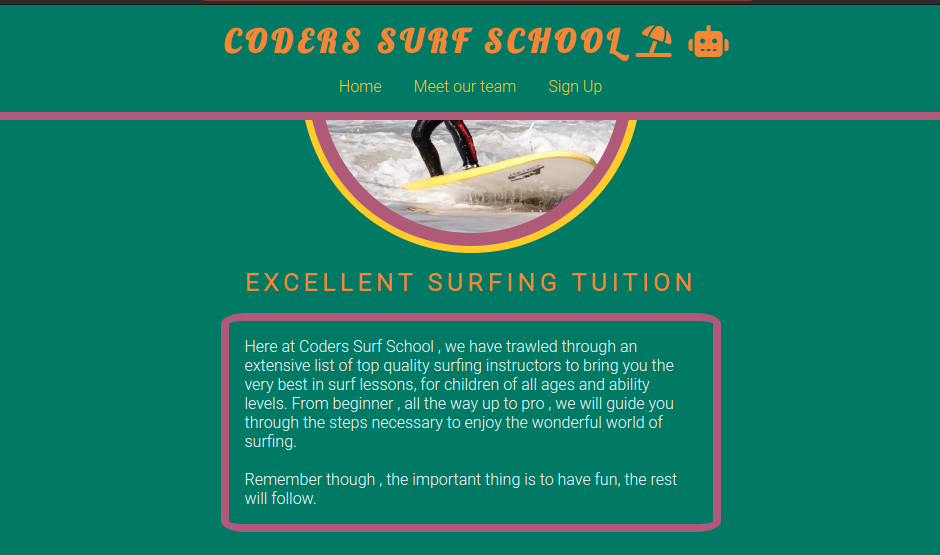 CODERS SURF SCHOOL
Home Meet our team Sign Up
EXCELLENT SURFING TUITION
Here at Coders Surf School , we have trawled through an
extensive list of top quality surfing instructors to bring you the
very best in surf lessons, for children of all ages and ability
levels. From beginner , all the way up to pro , we will guide you
through the steps necessary to enjoy the wonderful world of
surfing.
Remember though , the important thing is to have fun, the rest
will follow.